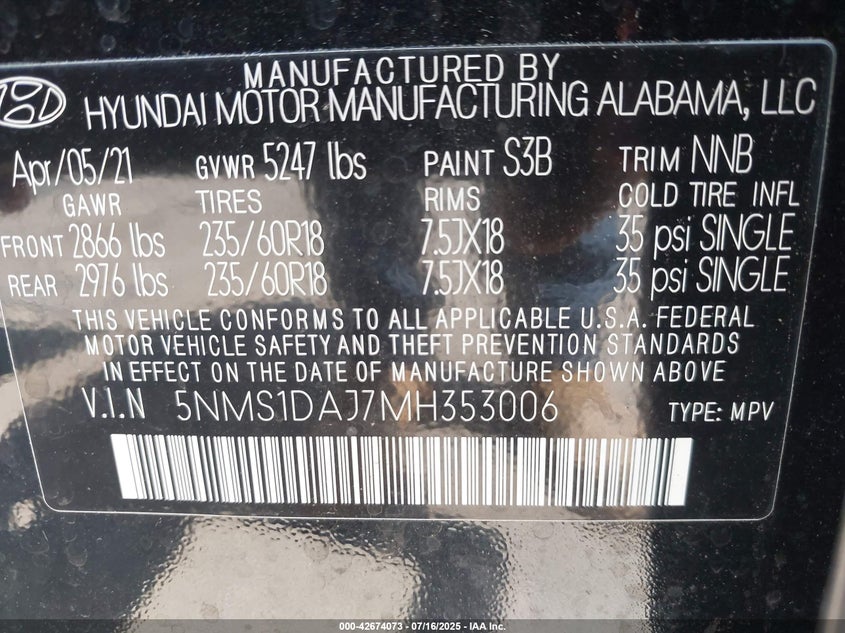 MANUFACTURED BY
HYUNDAI MOTOR MANUFACTURING ALABAMA, LLC
Apr/05/21 GVWR 5247 lbs PAINT S3B TRIM NNB
GAWR TIRES RIMS COLD TIRE INFL
FRONT 2866 lbs 235/60R18 7.5JX18 35 psi SINGLE
REAR 2976 lbs 235/60R18 7.5JX18 35 psi SINGLE
THIS VEHICLE CONFORMS TO ALL APPLICABLE U.S.A. FEDERAL
MOTOR VEHICLE SAFETY AND THEFT PREVENTION STANDARDS
IN EFFECT ON THE DATE OF MANUFACTURE SHOWN ABOVE
V.I.N 5NMS1DAJ7MH353006 TYPE: MPV
000-42674073 - 07/16/2025 - IAA Inc.